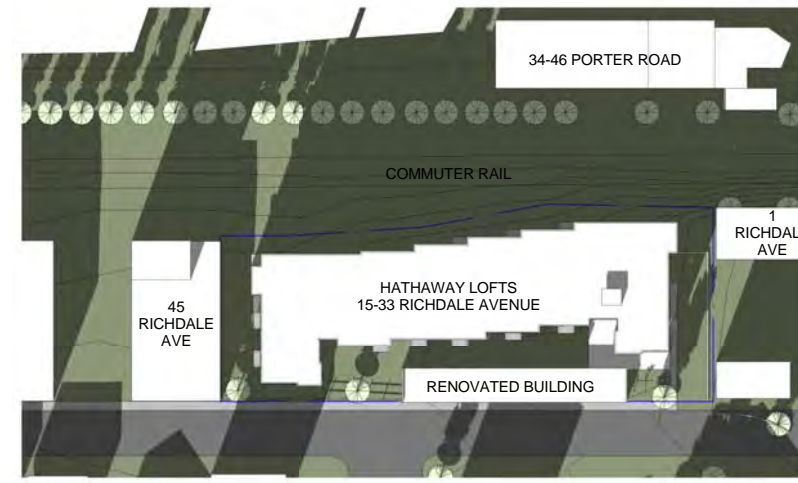 34-46 PORTER ROAD
COMMUTER RAIL
1
RICHDAL
AVE
HATHAWAY LOFTS
15-33 RICHDALE AVENUE
45
RICHDALE
AVE
RENOVATED BUILDING